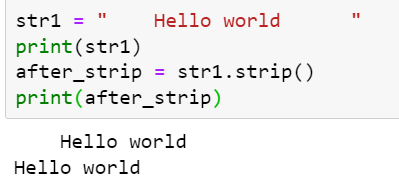 str1 = "    Hello world      "
print(str1)
after_strip = str1.strip()
print(after_strip)
    Hello world
Hello world